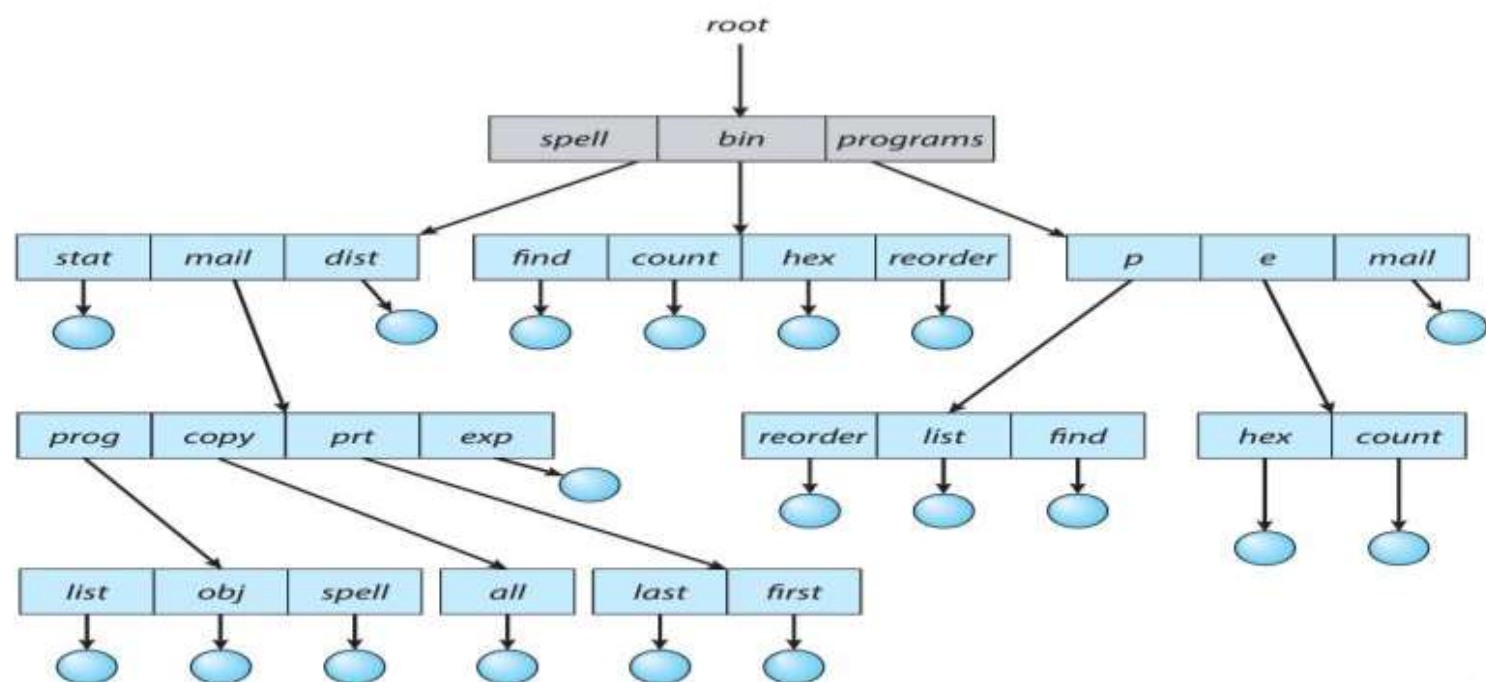 root
spell bin programs
stat mail dist find count hex reorder p e mail
prog copy prt exp reorder list find hex count
list obj spell all last first